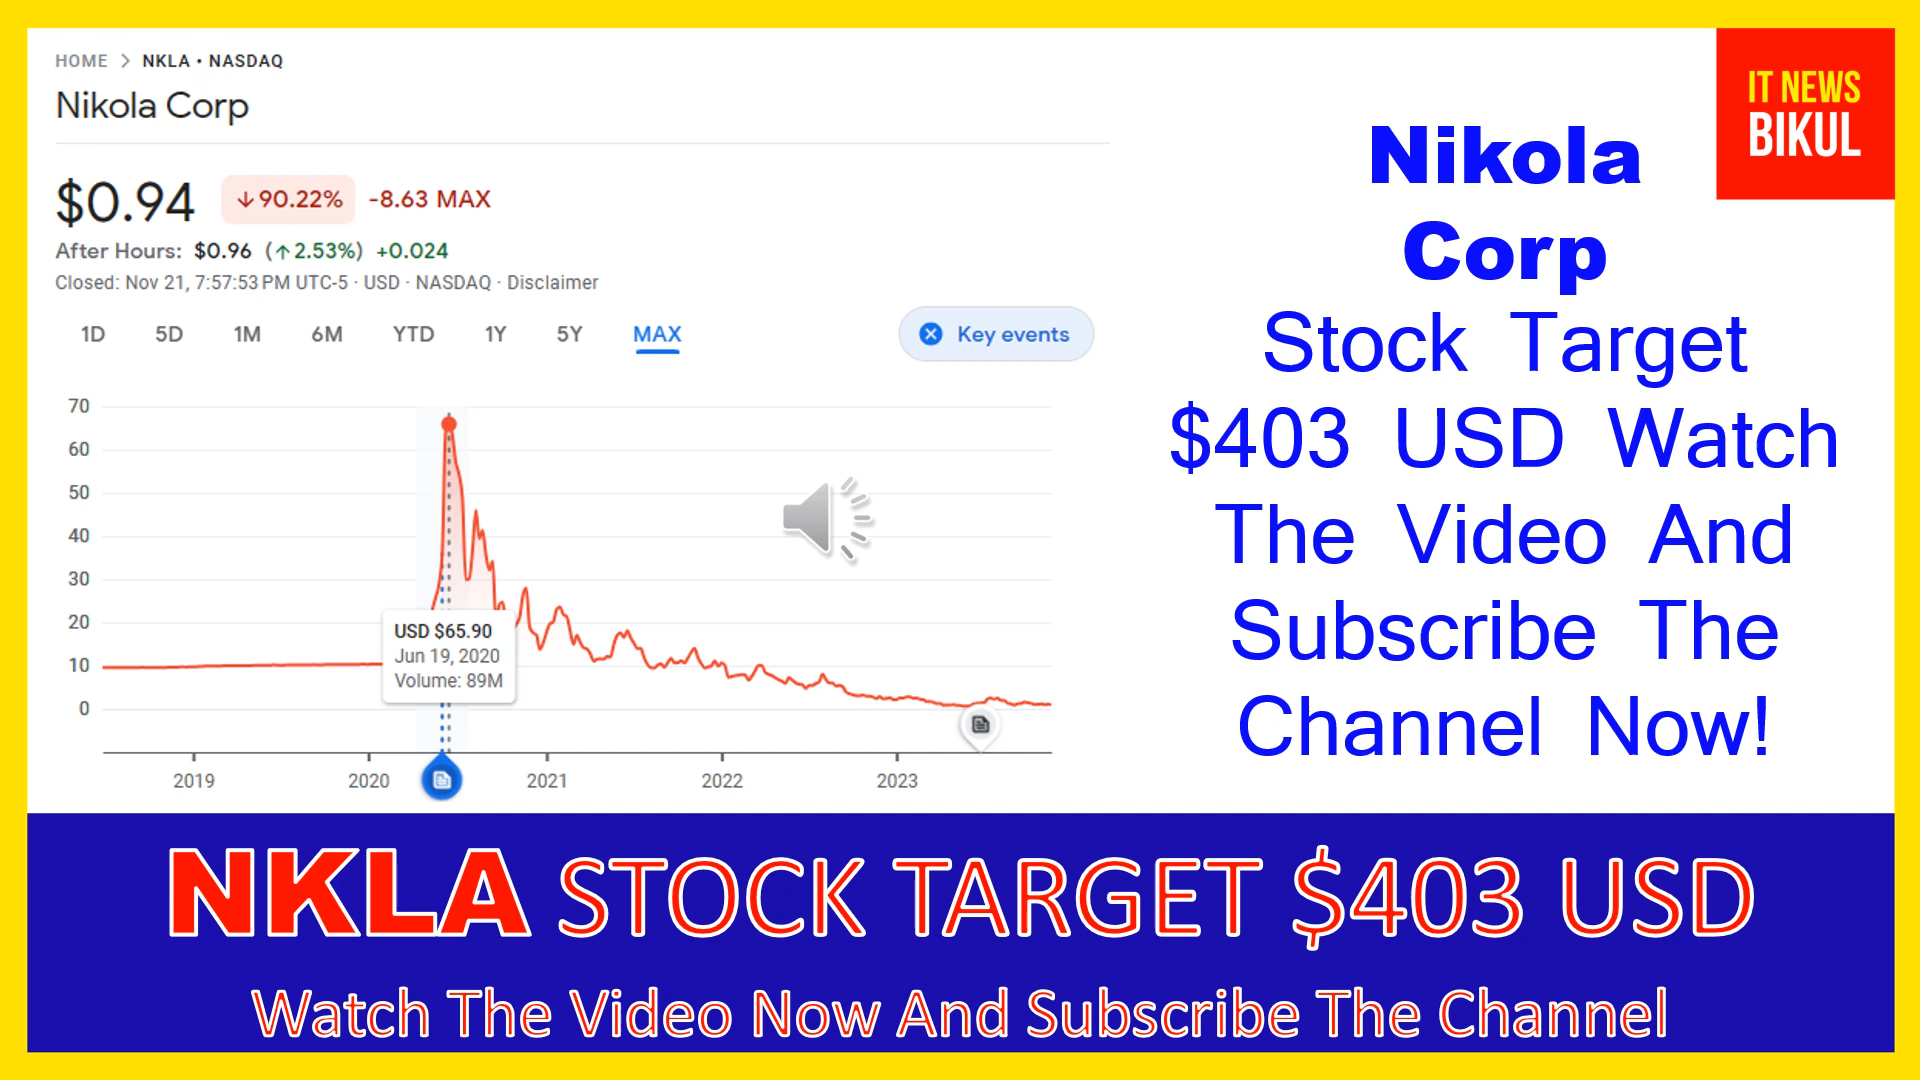 HOME > NKLA • NASDAQ
Nikola Corp
$0.94 ↓90.22% -8.63 MAX
After Hours: $0.96 (↑2.53%) +0.024
Closed: Nov 21, 7:57:53 PM UTC-5 · USD · NASDAQ · Disclaimer
1D 5D 1M 6M YTD 1Y 5Y MAX Key events
70
60
50
40
30
20
10
0
USD $65.90
Jun 19, 2020
Volume: 89M
2019 2020 2021 2022 2023
IT NEWS
BIKUL
Nikola
Corp
Stock Target
$403 USD Watch
The Video And
Subscribe The
Channel Now!
NKLA STOCK TARGET $403 USD
Watch The Video Now And Subscribe The Channel